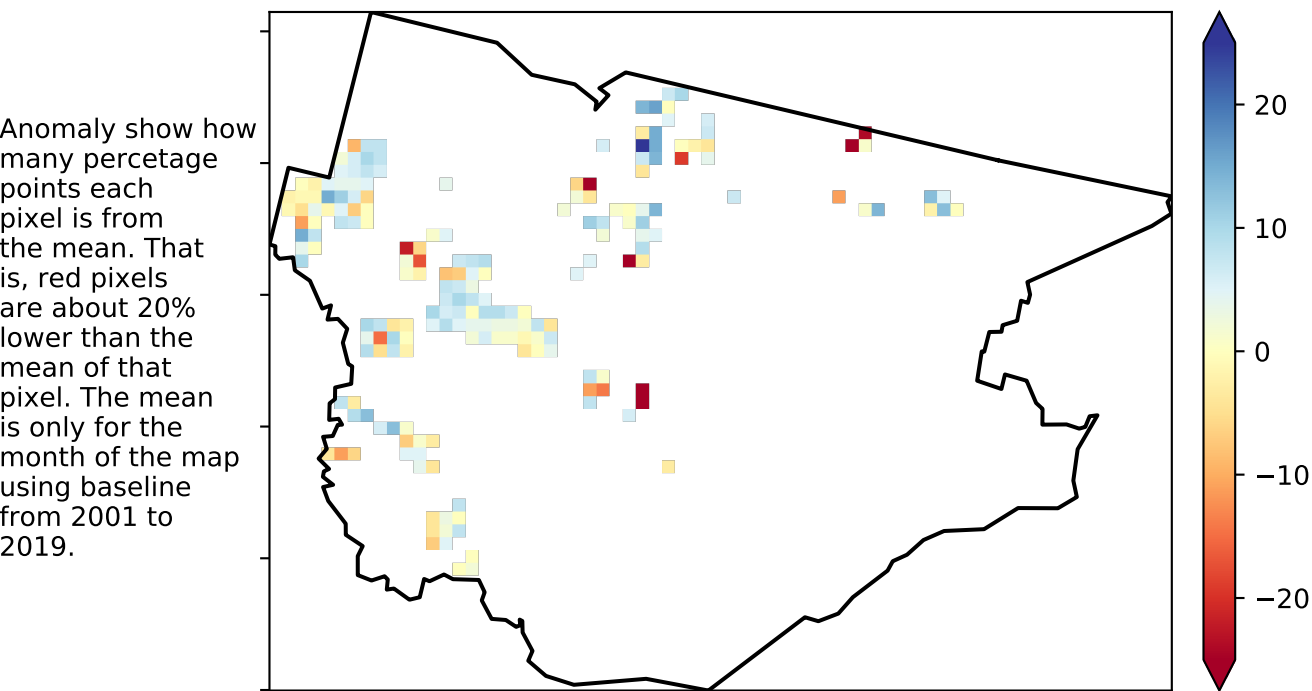 Anomaly show how
many percetage
points each
pixel is from
the mean. That
is, red pixels
are about 20%
lower than the
mean of that
pixel. The mean
is only for the
month of the map
using baseline
from 2001 to
2019.
20
10
0
−10
−20